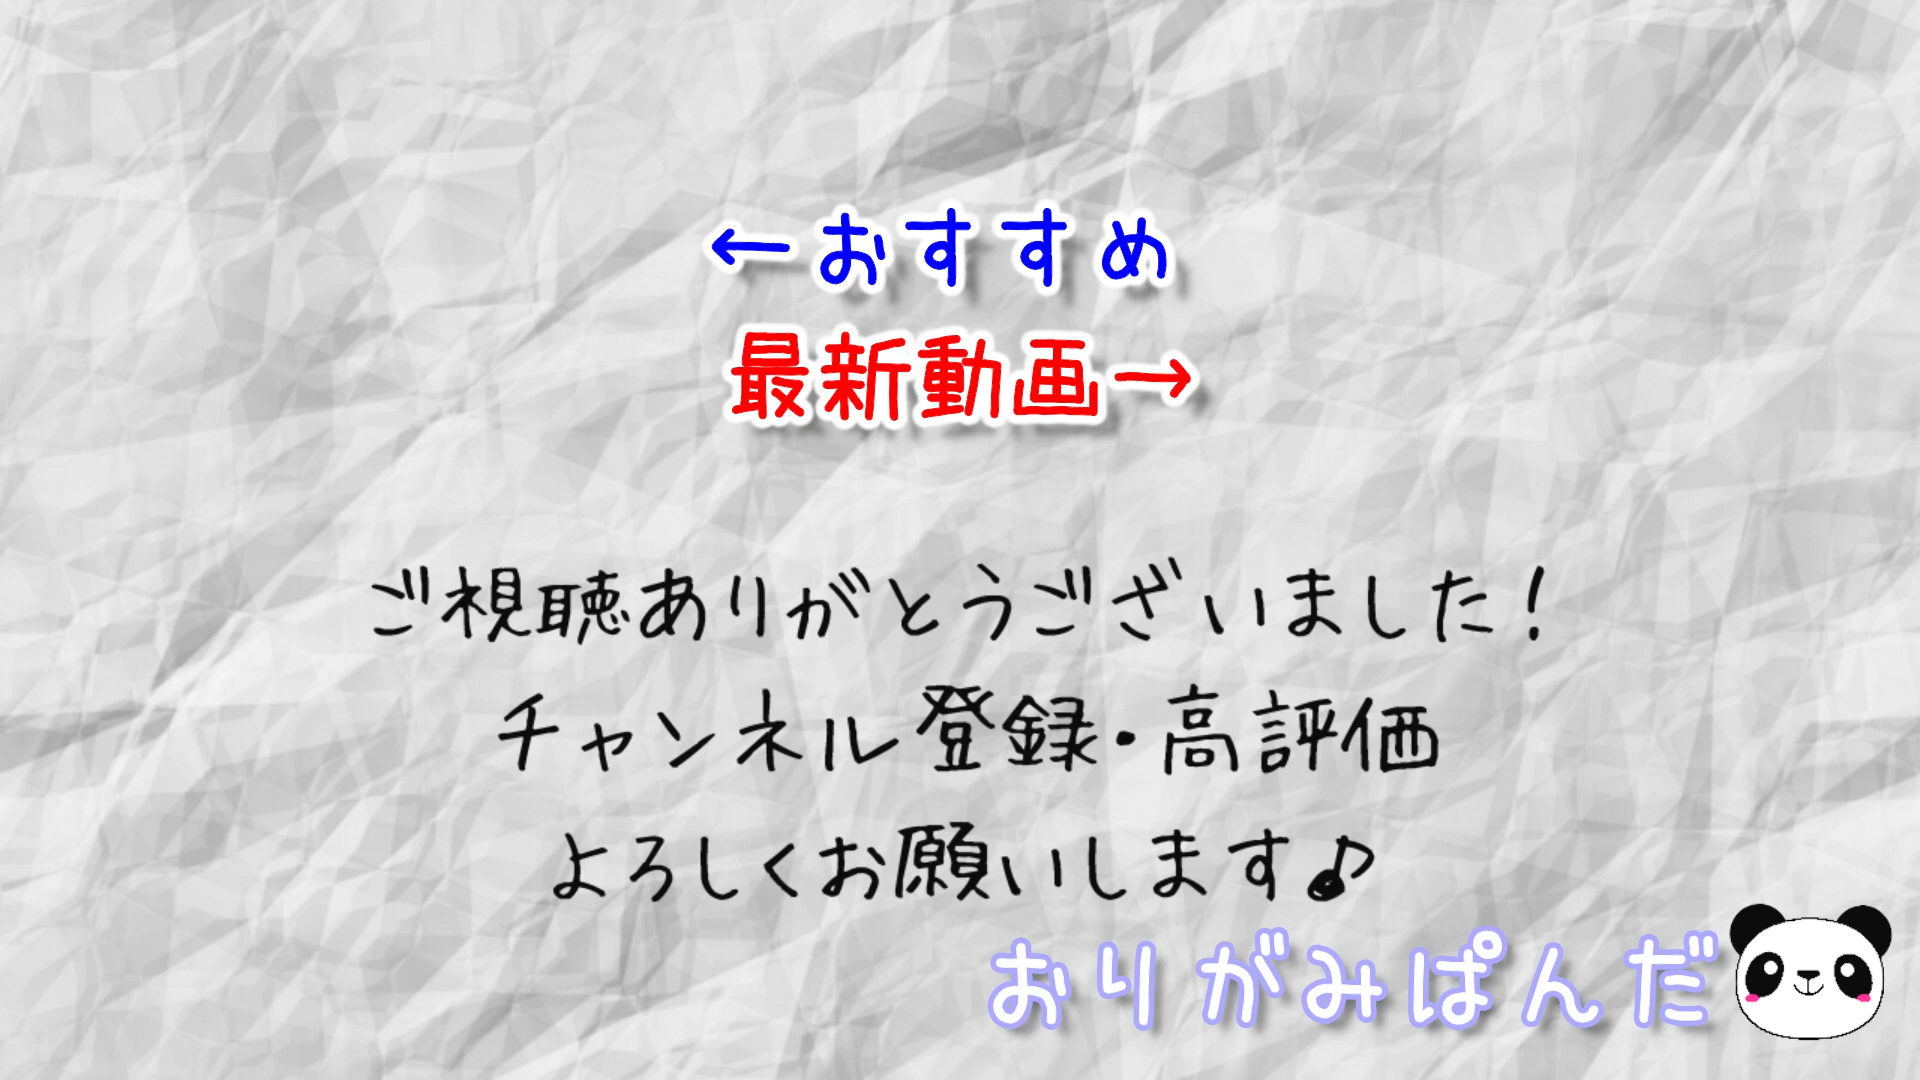 ←おすすめ
最新動画→
ご視聴ありがとうございました!
チャンネル登録・高評価
よろしくお願いします♪
おりがみぱんだ